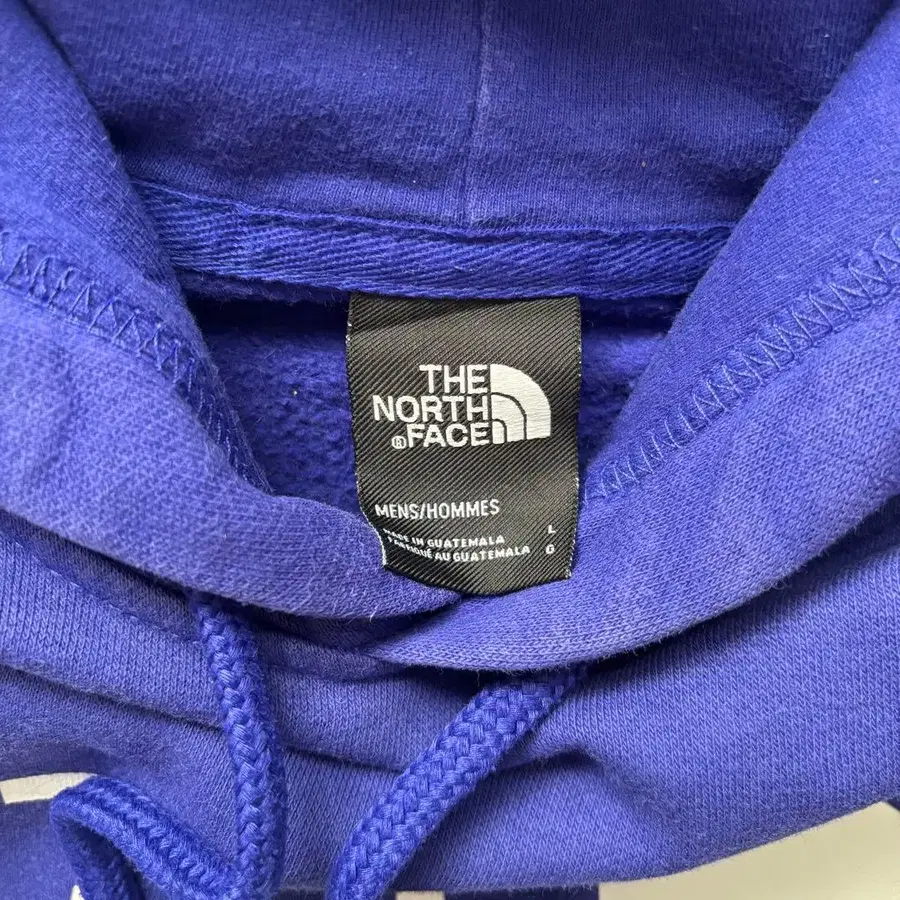 THE
NORTH
® FACE
MENS/HOMMES
MADE IN GUATEMALA L
FABRIQUÉ AU GUATEMALA G